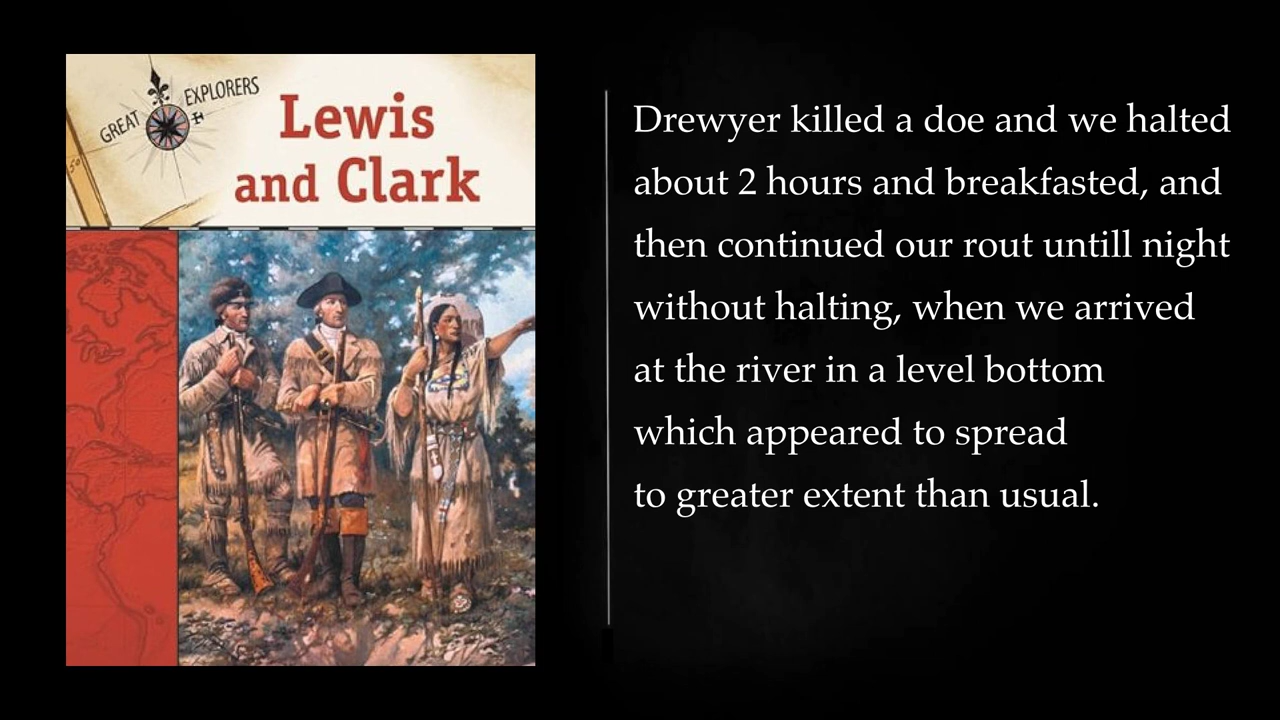 GREAT EXPLORERS
Lewis
and Clark
50
Drewyer killed a doe and we halted
about 2 hours and breakfasted, and
then continued our rout untill night
without halting, when we arrived
at the river in a level bottom
which appeared to spread
to greater extent than usual.